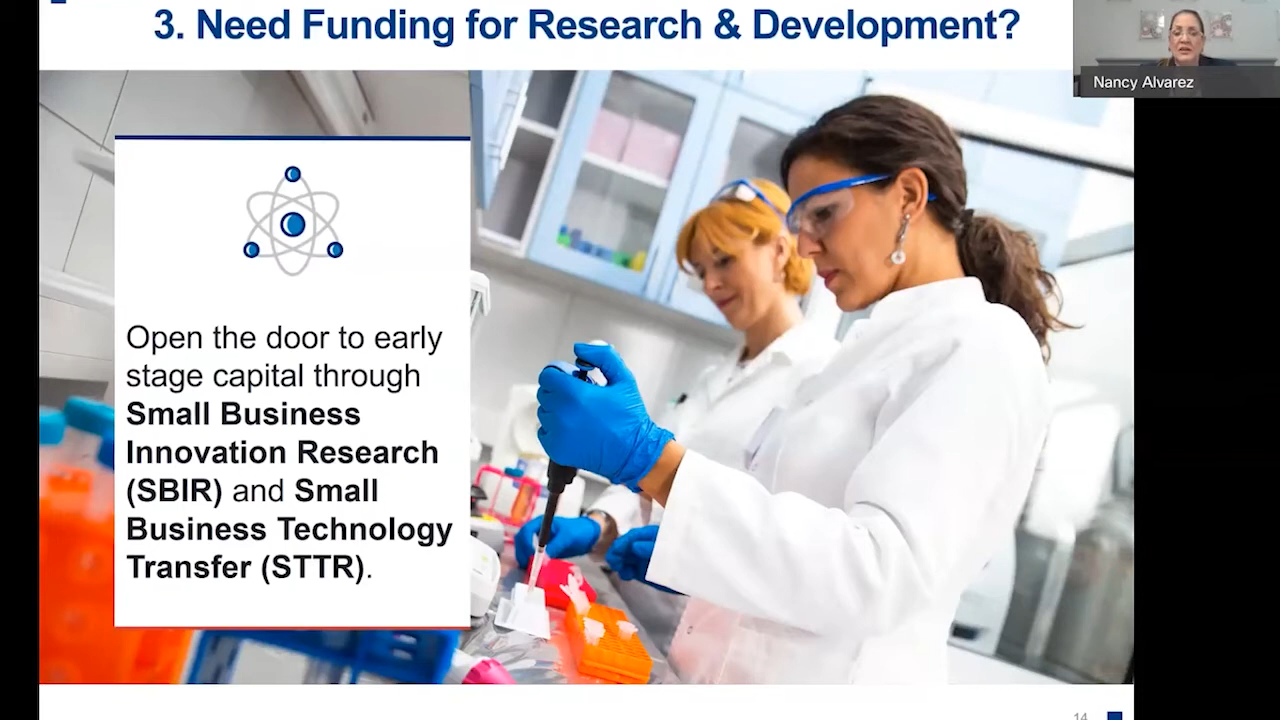 3. Need Funding for Research & Development?
Nancy Alvarez
Open the door to early
stage capital through
Small Business
Innovation Research
(SBIR) and Small
Business Technology
Transfer (STTR).
14